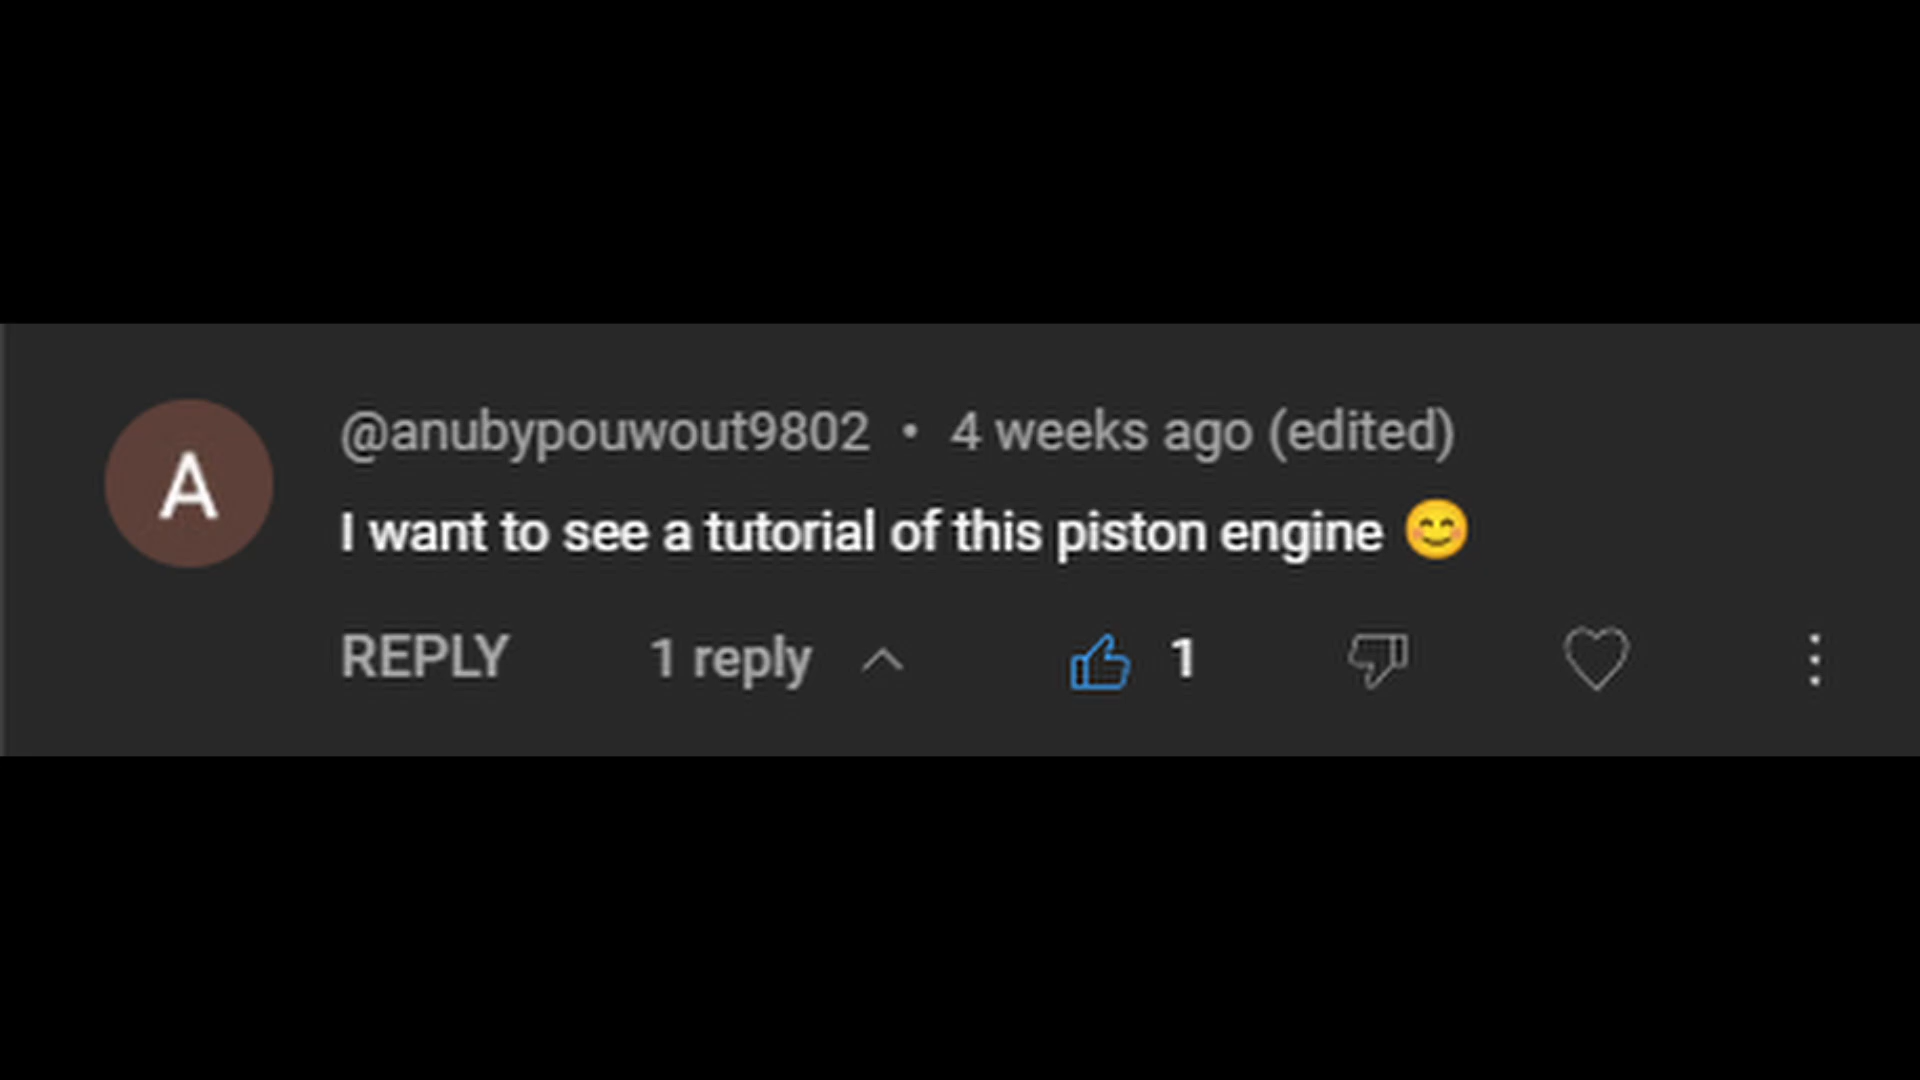 A
@anubypouwout9802 • 4 weeks ago (edited)
I want to see a tutorial of this piston engine 😊
REPLY 1 reply 1